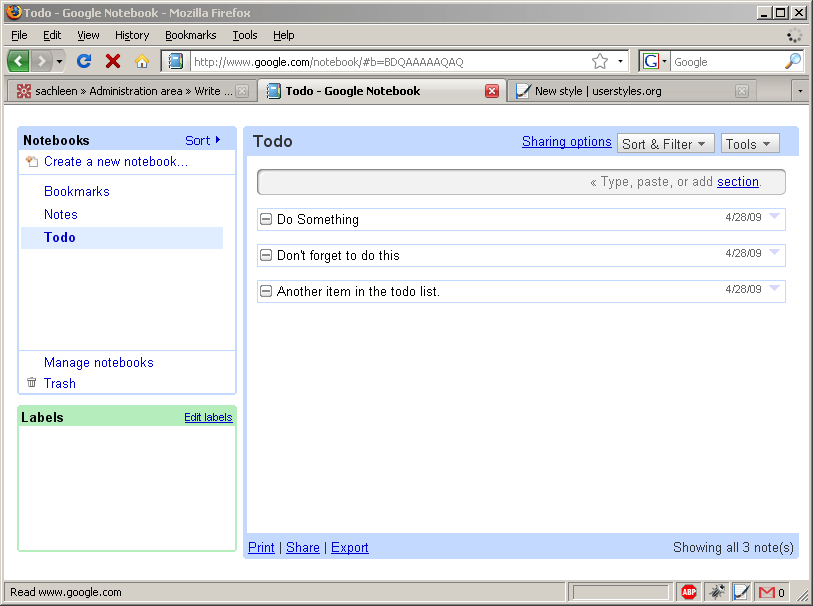 Todo - Google Notebook - Mozilla Firefox
File Edit View History Bookmarks Tools Help
http://www.google.com/notebook/#b=BDQAAAAAQAQ
Google
sachleen » Administration area » Write ...
Todo - Google Notebook
New style | userstyles.org
Notebooks Sort
Create a new notebook...
Bookmarks
Notes
Todo
Manage notebooks
Trash
Labels Edit labels
Todo Sharing options Sort & Filter Tools
« Type, paste, or add section.
Do Something 4/28/09
Don't forget to do this 4/28/09
Another item in the todo list. 4/28/09
Print | Share | Export Showing all 3 note(s)
Read www.google.com ABP 0